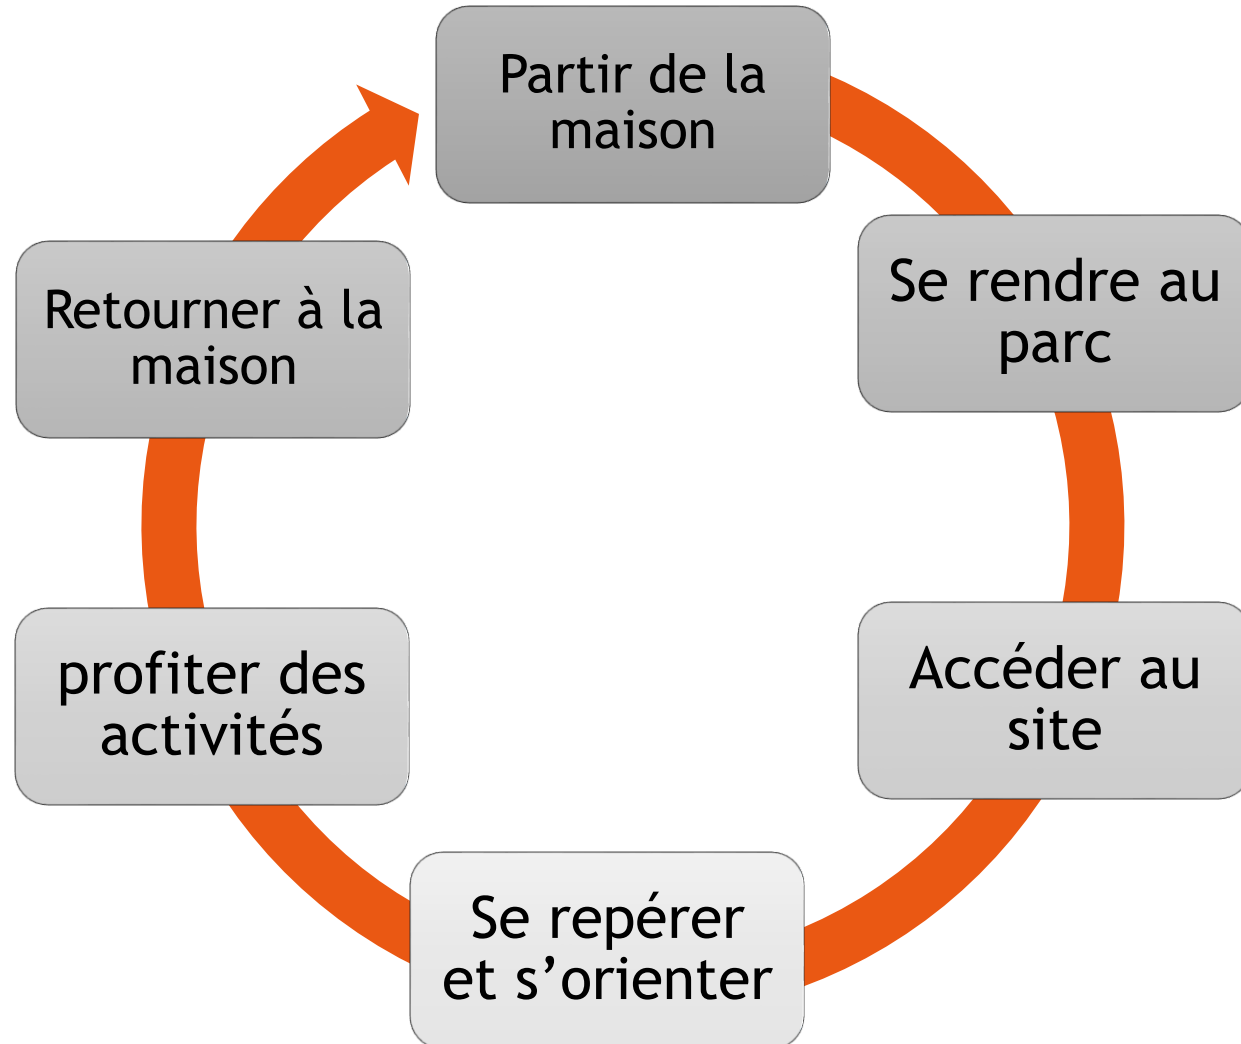 Partir de la
maison
Se rendre au
parc
Accéder au
site
Se repérer
et s’orienter
profiter des
activités
Retourner à la
maison